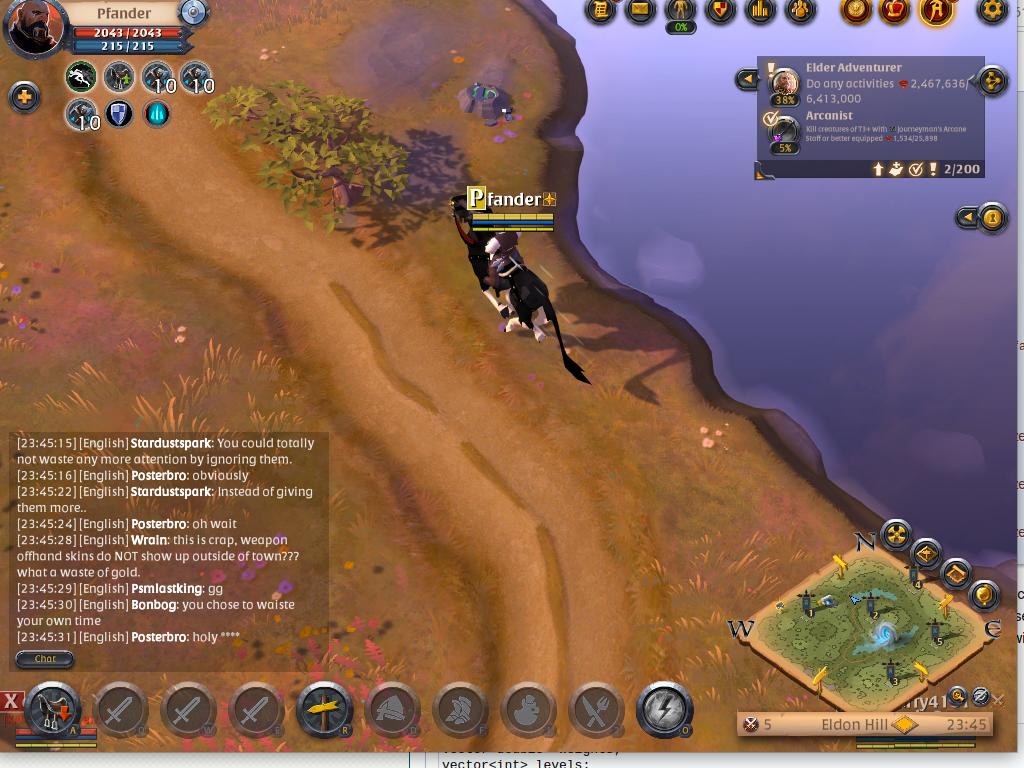 Pfander
2043 / 2043
215 / 215
10
10
10
0%
Elder Adventurer
Do any activities 2,467,636/
6,413,000
38%
Arcanist
Kill creatures of T3+ with Journeyman's Arcane
Staff or better equipped 1,534/25,898
5%
2/200
Pfander
[23:45:15] [English] Stardustspark: You could totally
not waste any more attention by ignoring them.
[23:45:16] [English] Posterbro: obviously
[23:45:22] [English] Stardustspark: Instead of giving
them more..
[23:45:24] [English] Posterbro: oh wait
[23:45:28] [English] Wrain: this is crap, weapon
offhand skins do NOT show up outside of town???
what a waste of gold.
[23:45:29] [English] Psmlastking: gg
[23:45:30] [English] Bonbog: you chose to waiste
your own time
[23:45:31] [English] Posterbro: holy ****
Chat
N
W
E
1
2
3
4
5
X
A
Q
W
E
R
D
F
O
5
Eldon Hill
23:45
vector<int> levels;